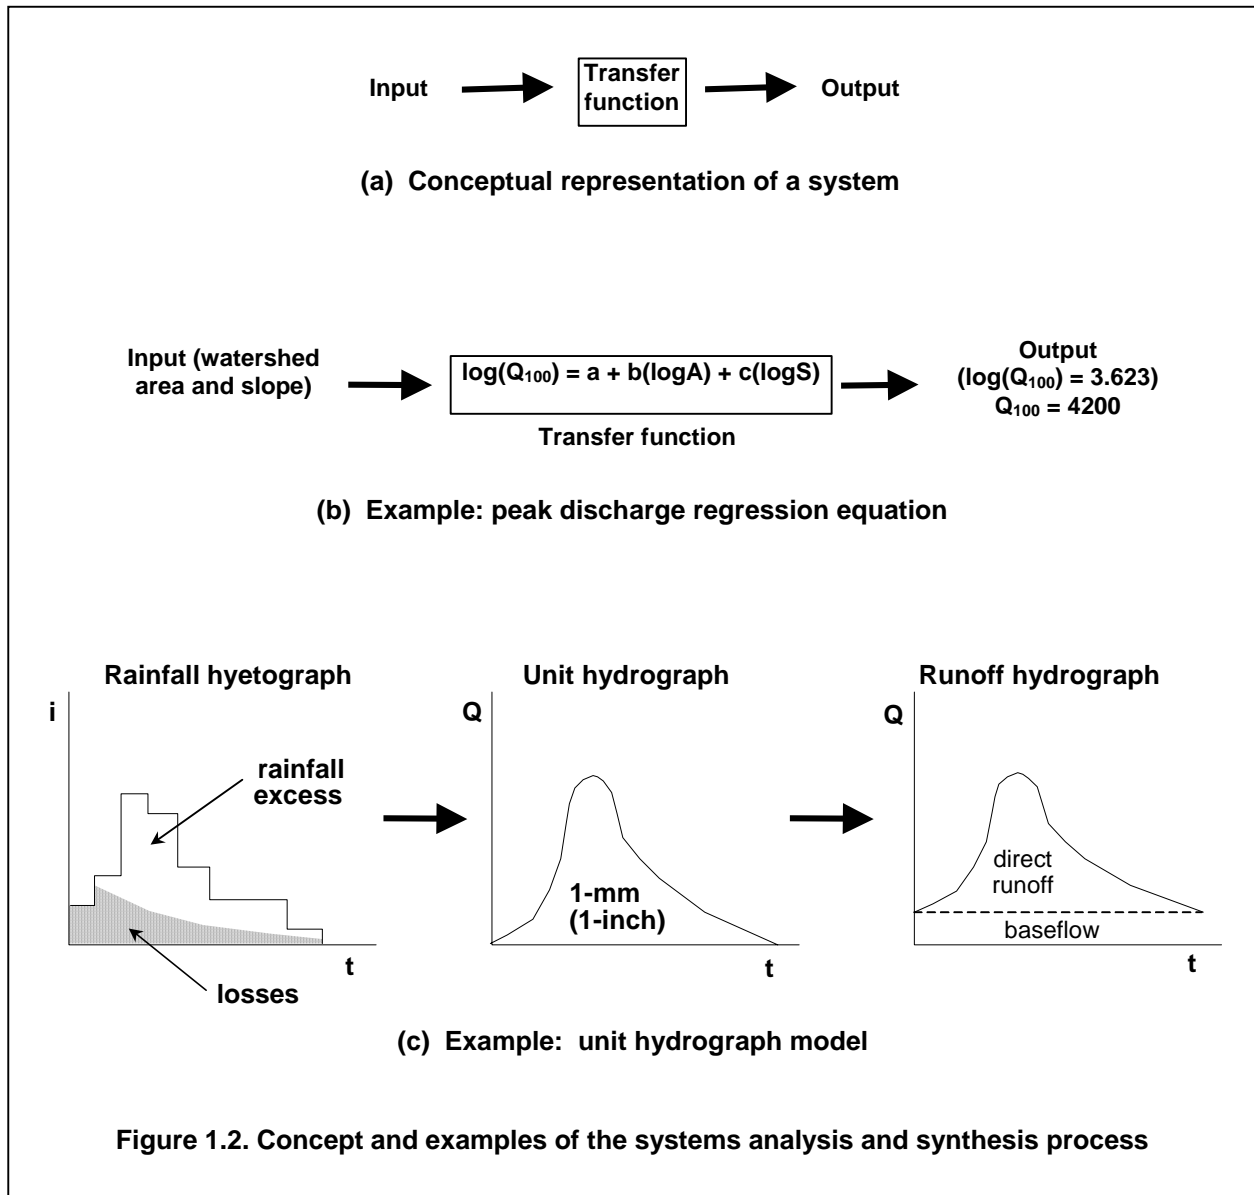 Input
Transfer
function
Output
(a) Conceptual representation of a system
Input (watershed
area and slope)
log(Q₁₀₀) = a + b(logA) + c(logS)
Transfer function
Output
(log(Q₁₀₀) = 3.623)
Q₁₀₀ = 4200
(b) Example: peak discharge regression equation
Rainfall hyetograph
i
rainfall
excess
t
losses
Unit hydrograph
Q
1-mm
(1-inch)
t
Runoff hydrograph
Q
direct
runoff
baseflow
t
(c) Example: unit hydrograph model
Figure 1.2. Concept and examples of the systems analysis and synthesis process